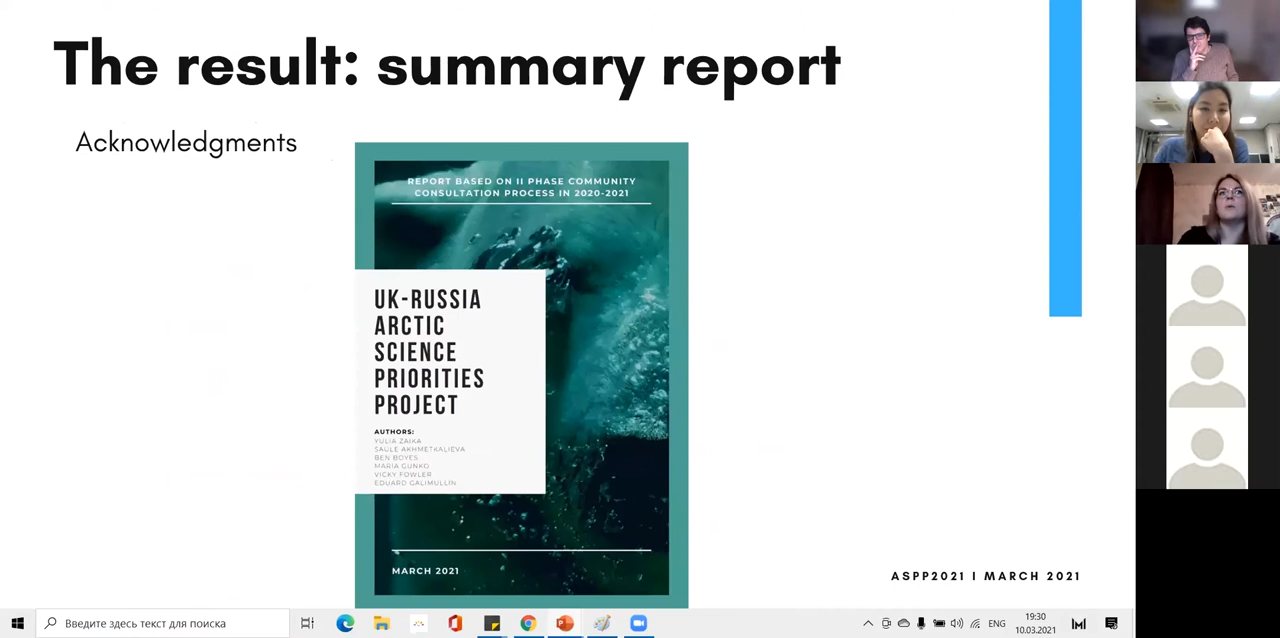 The result: summary report
Acknowledgments
REPORT BASED ON II PHASE COMMUNITY
CONSULTATION PROCESS IN 2020-2021
UK-RUSSIA
ARCTIC
SCIENCE
PRIORITIES
PROJECT
AUTHORS:
YULIA ZAIKA
SAULE AKHMETKALIEVA
BEN BOYES
MARIA GUNKO
VICKY FOWLER
EDUARD GALIMULLIN
MARCH 2021
ASPP2021 I MARCH 2021
Введите здесь текст для поиска
ENG
19:30
10.03.2021